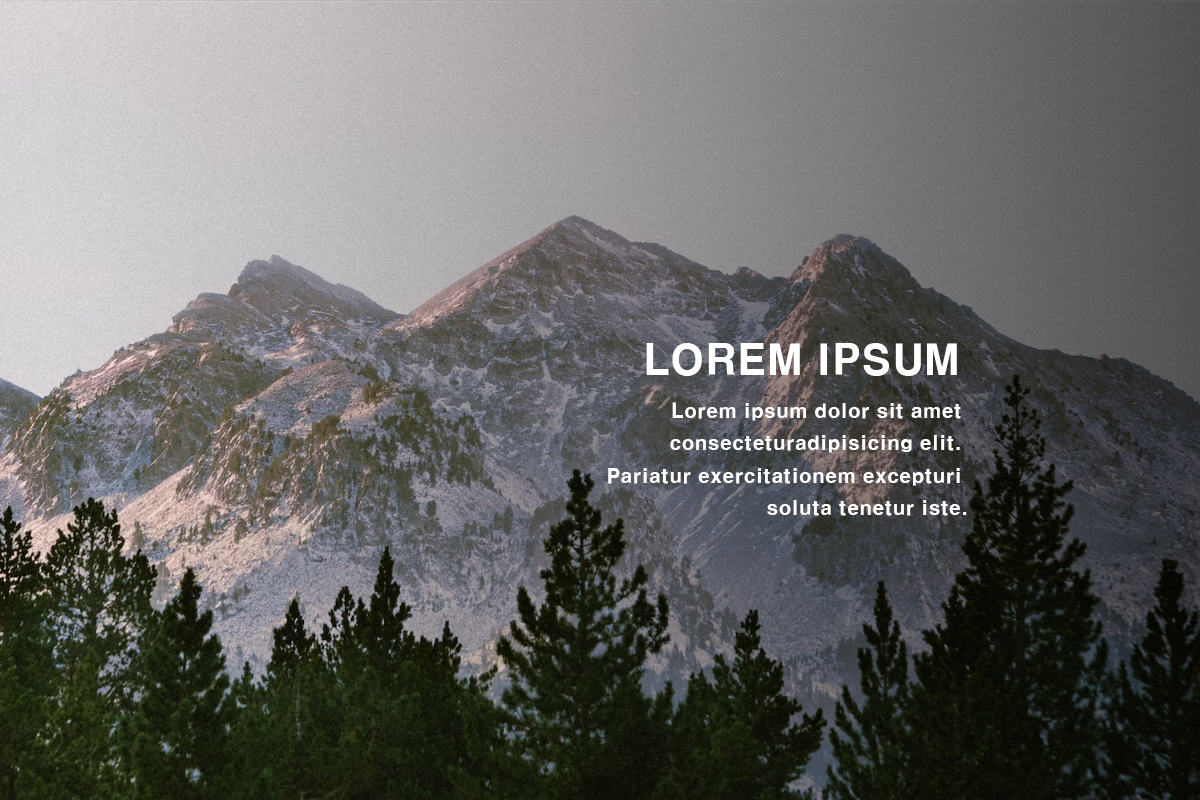 LOREM IPSUM
Lorem ipsum dolor sit amet
consecteturadipisicing elit.
Pariatur exercitationem excepturi
soluta tenetur iste.